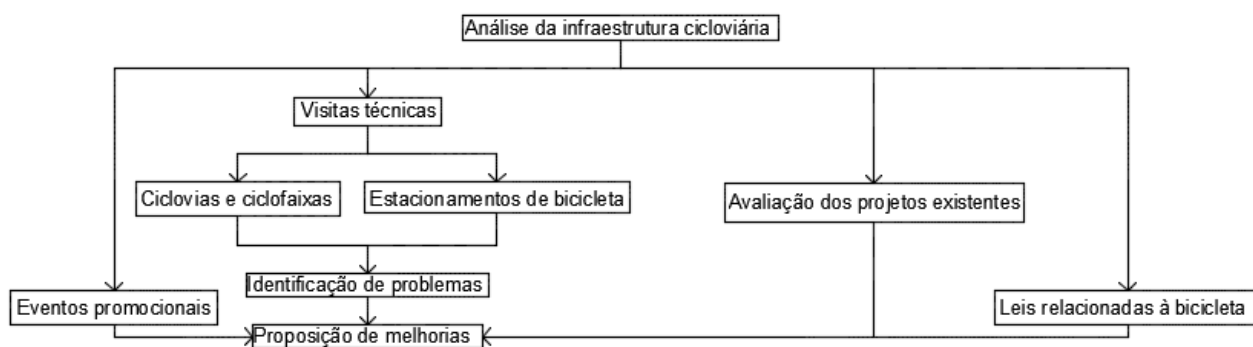 Análise da infraestrutura cicloviária
Visitas técnicas
Ciclovias e ciclofaixas
Estacionamentos de bicicleta
Avaliação dos projetos existentes
Identificação de problemas
Eventos promocionais
Leis relacionadas à bicicleta
Proposição de melhorias